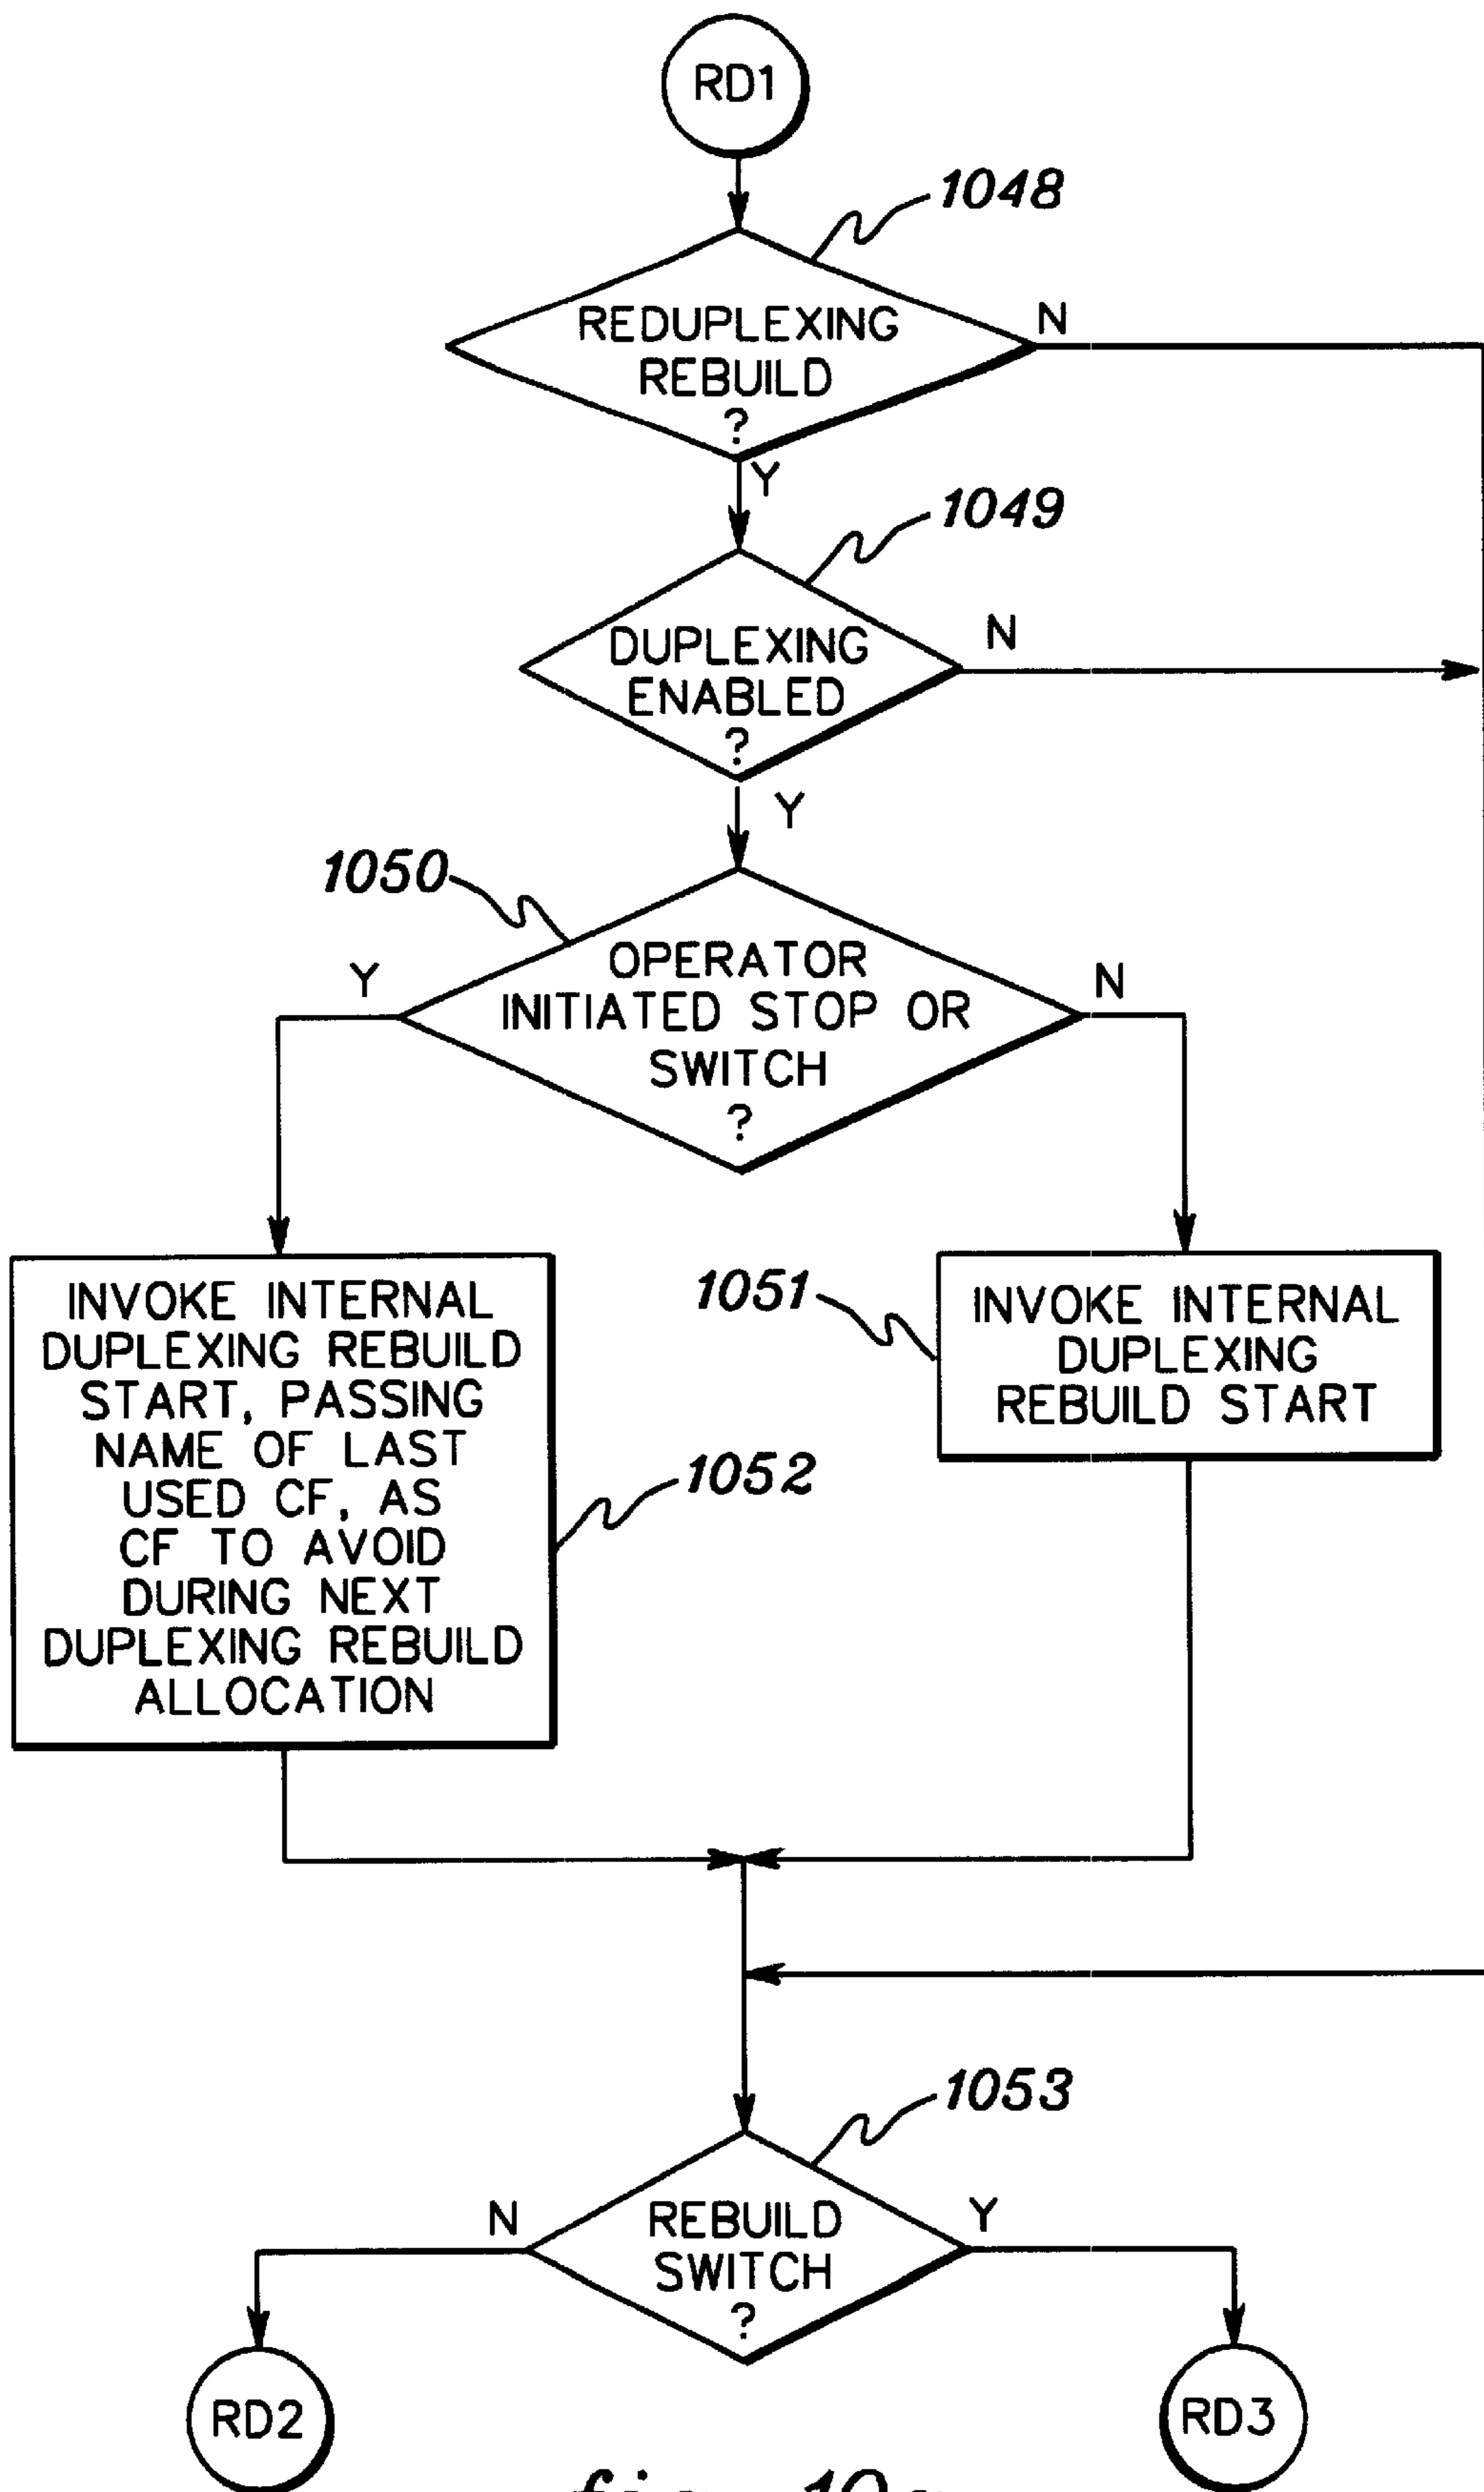 RD1
1048
REDUPLEXING
REBUILD
?
N
Y
1049
DUPLEXING
ENABLED
?
N
Y
1050
OPERATOR
INITIATED STOP OR
SWITCH
?
Y
N
INVOKE INTERNAL
DUPLEXING REBUILD
START, PASSING
NAME OF LAST
USED CF, AS
CF TO AVOID
DURING NEXT
DUPLEXING REBUILD
ALLOCATION
1052
1051
INVOKE INTERNAL
DUPLEXING
REBUILD START
1053
REBUILD
SWITCH
?
N
Y
RD2
RD3